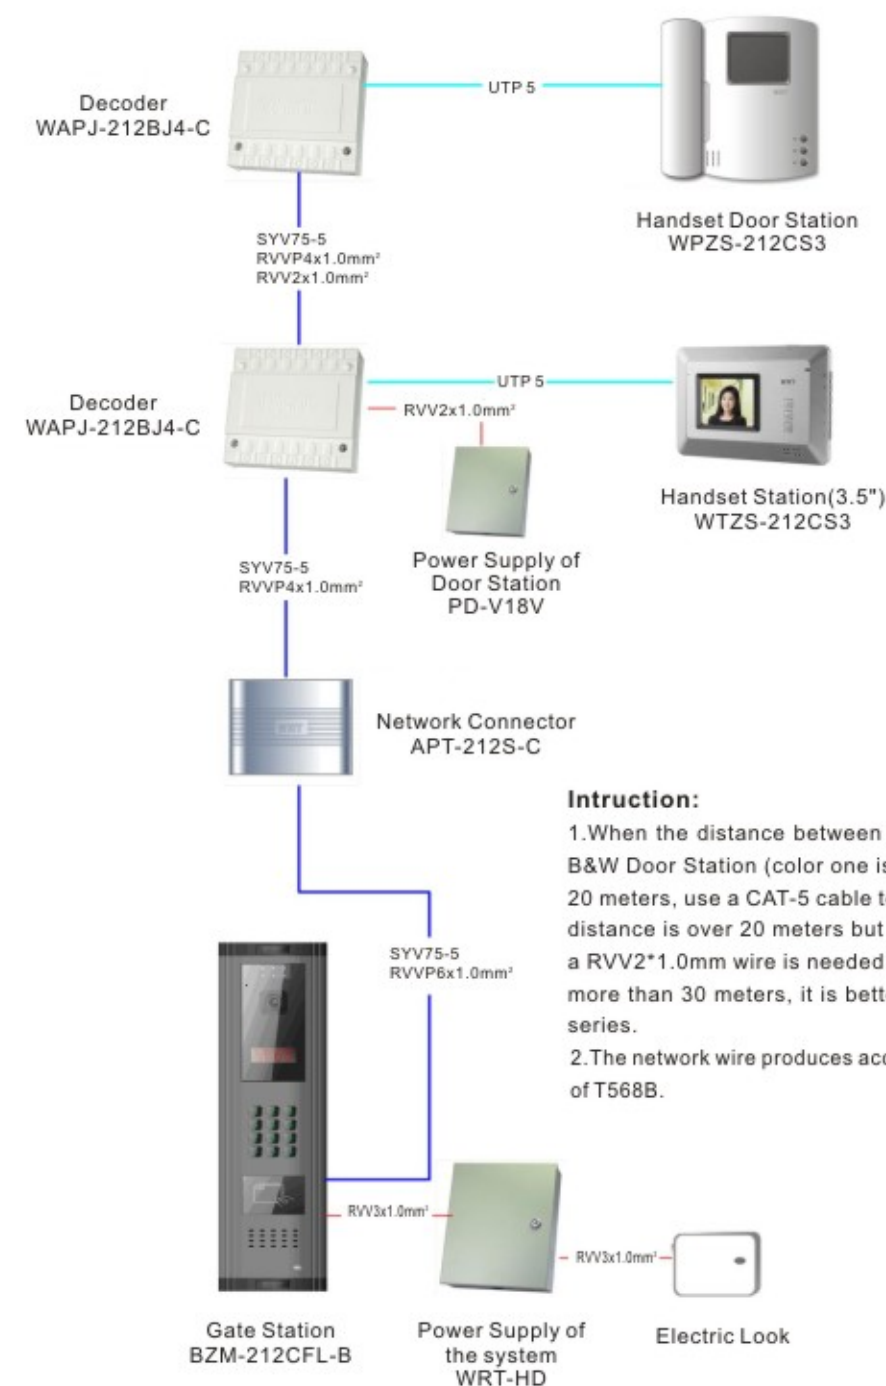 UTP 5
Decoder
WAPJ-212BJ4-C
SYV75-5
RVVP4x1.0mm²
RVV2x1.0mm²
Handset Door Station
WPZS-212CS3
Decoder
WAPJ-212BJ4-C
UTP 5
RVV2x1.0mm²
Handset Station(3.5")
WTZS-212CS3
Power Supply of
Door Station
PD-V18V
SYV75-5
RVVP4x1.0mm²
Network Connector
APT-212S-C
Intruction:
1.When the distance between
B&W Door Station (color one is
20 meters, use a CAT-5 cable to
distance is over 20 meters but
a RVV2*1.0mm wire is needed
more than 30 meters, it is bett
series.
2.The network wire produces acc
of T568B.
SYV75-5
RVVP6x1.0mm²
RVV3x1.0mm²
RVV3x1.0mm²
Gate Station
BZM-212CFL-B
Power Supply of
the system
WRT-HD
Electric Look